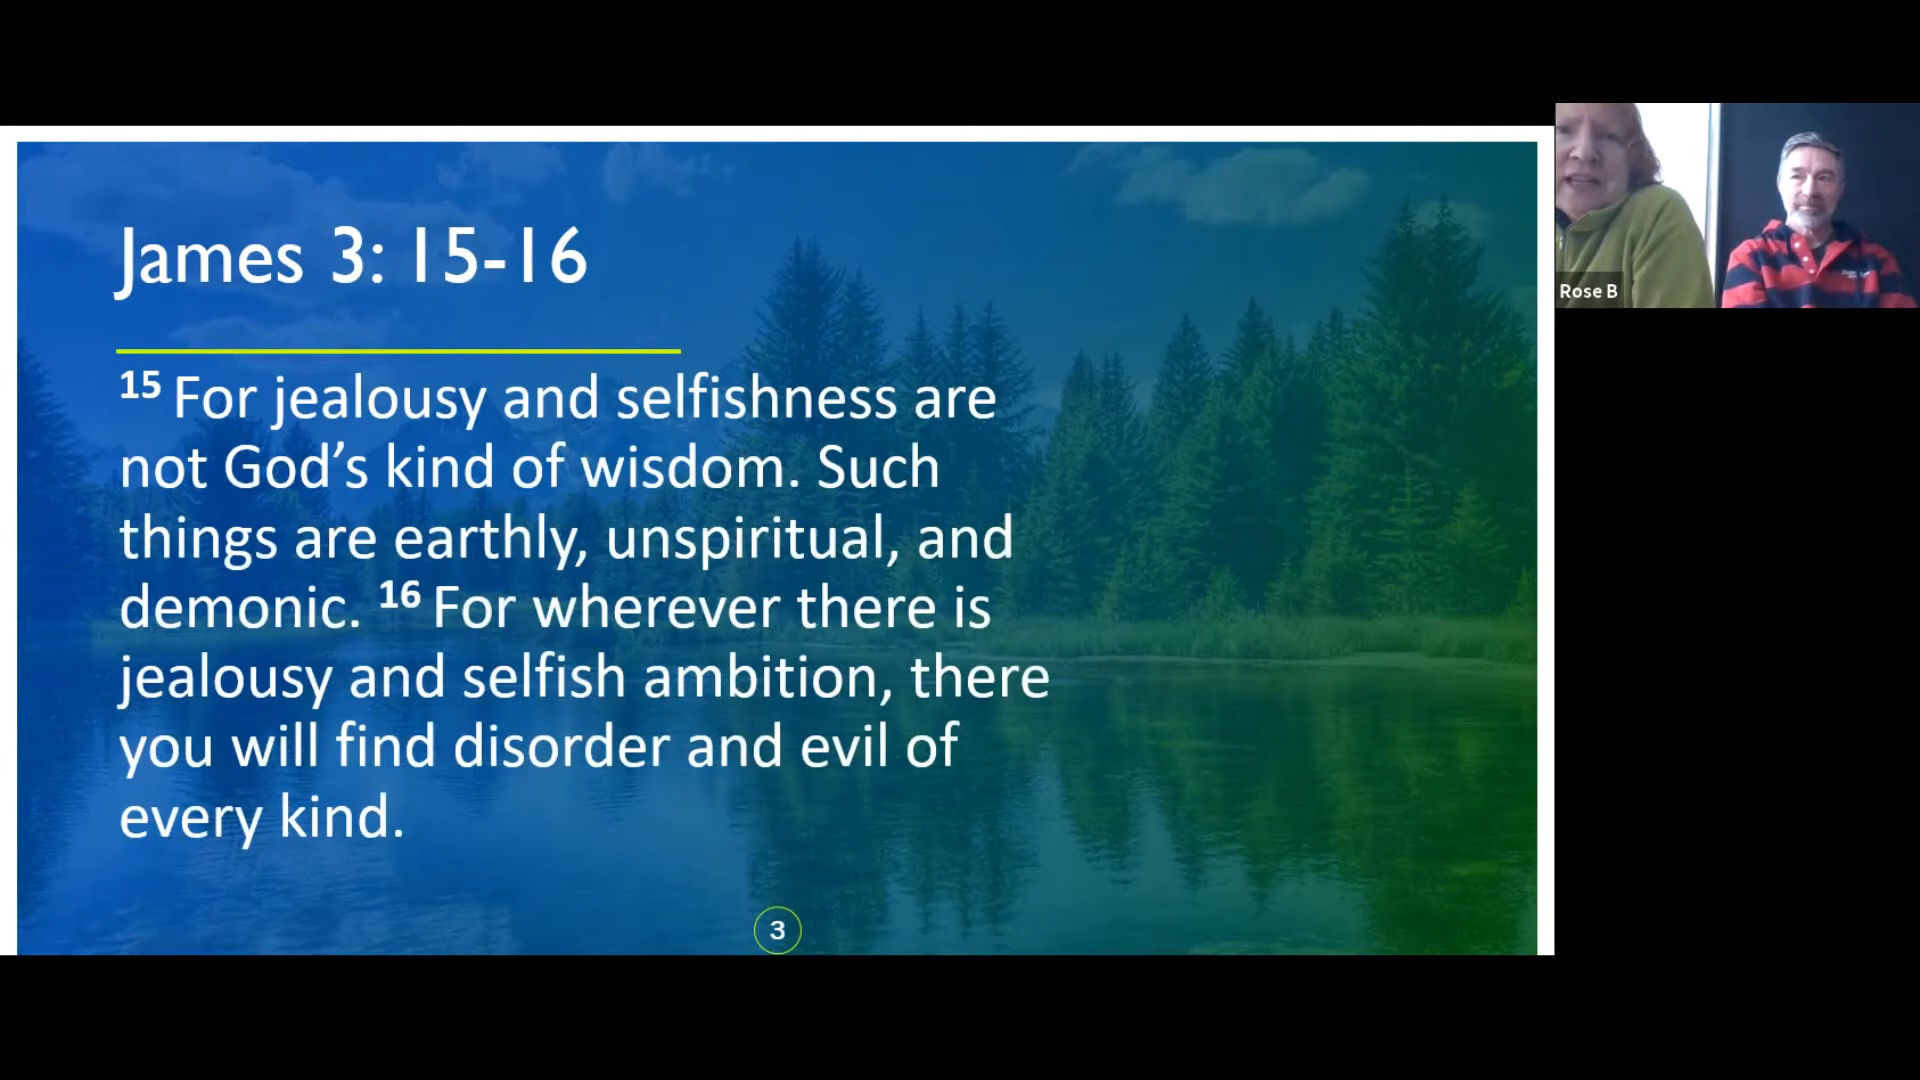 James 3: 15-16
15 For jealousy and selfishness are
not God’s kind of wisdom. Such
things are earthly, unspiritual, and
demonic. 16 For wherever there is
jealousy and selfish ambition, there
you will find disorder and evil of
every kind.
3
Rose B